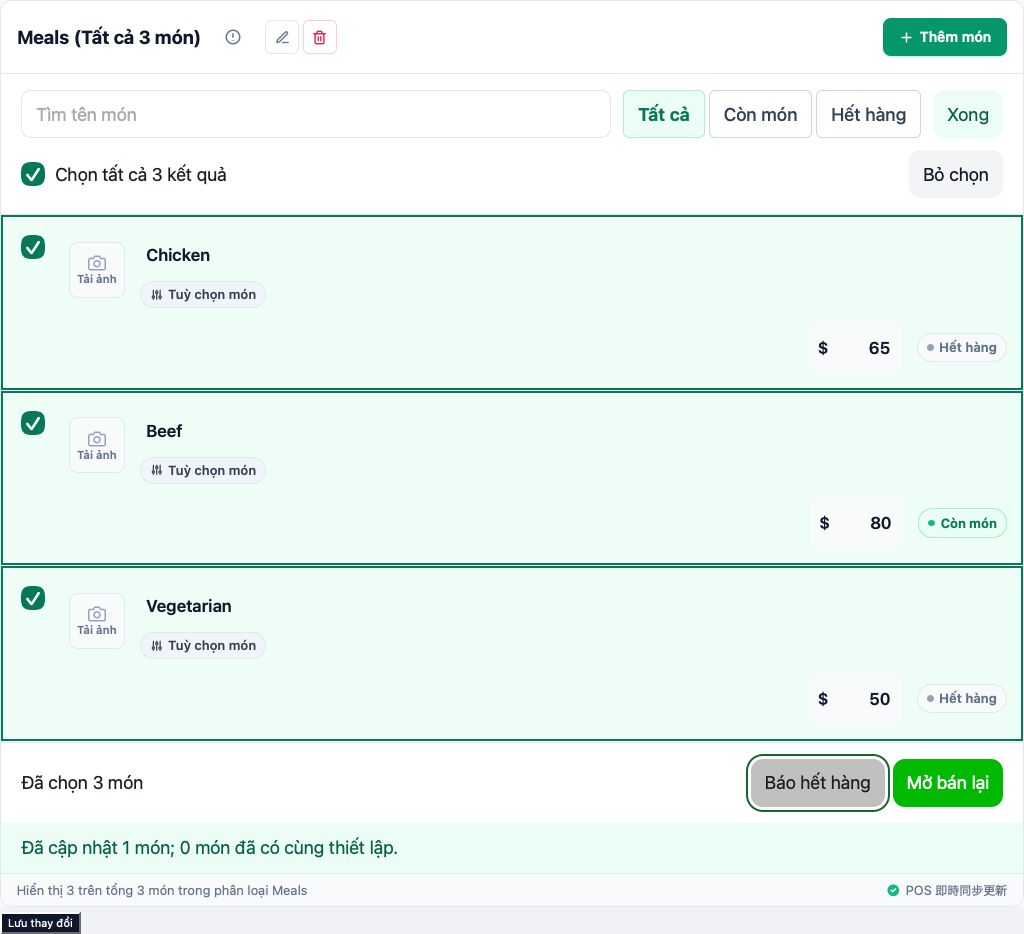 Meals (Tất cả 3 món)
Thêm món
Tìm tên món
Tất cả
Còn món
Hết hàng
Xong
Chọn tất cả 3 kết quả
Bỏ chọn
Chicken
Tải ảnh
Tuỳ chọn món
$ 65
Hết hàng
Beef
Tải ảnh
Tuỳ chọn món
$ 80
Còn món
Vegetarian
Tải ảnh
Tuỳ chọn món
$ 50
Hết hàng
Đã chọn 3 món
Báo hết hàng
Mở bán lại
Đã cập nhật 1 món; 0 món đã có cùng thiết lập.
Hiển thị 3 trên tổng 3 món trong phân loại Meals
POS 即時同步更新
Lưu thay đổi